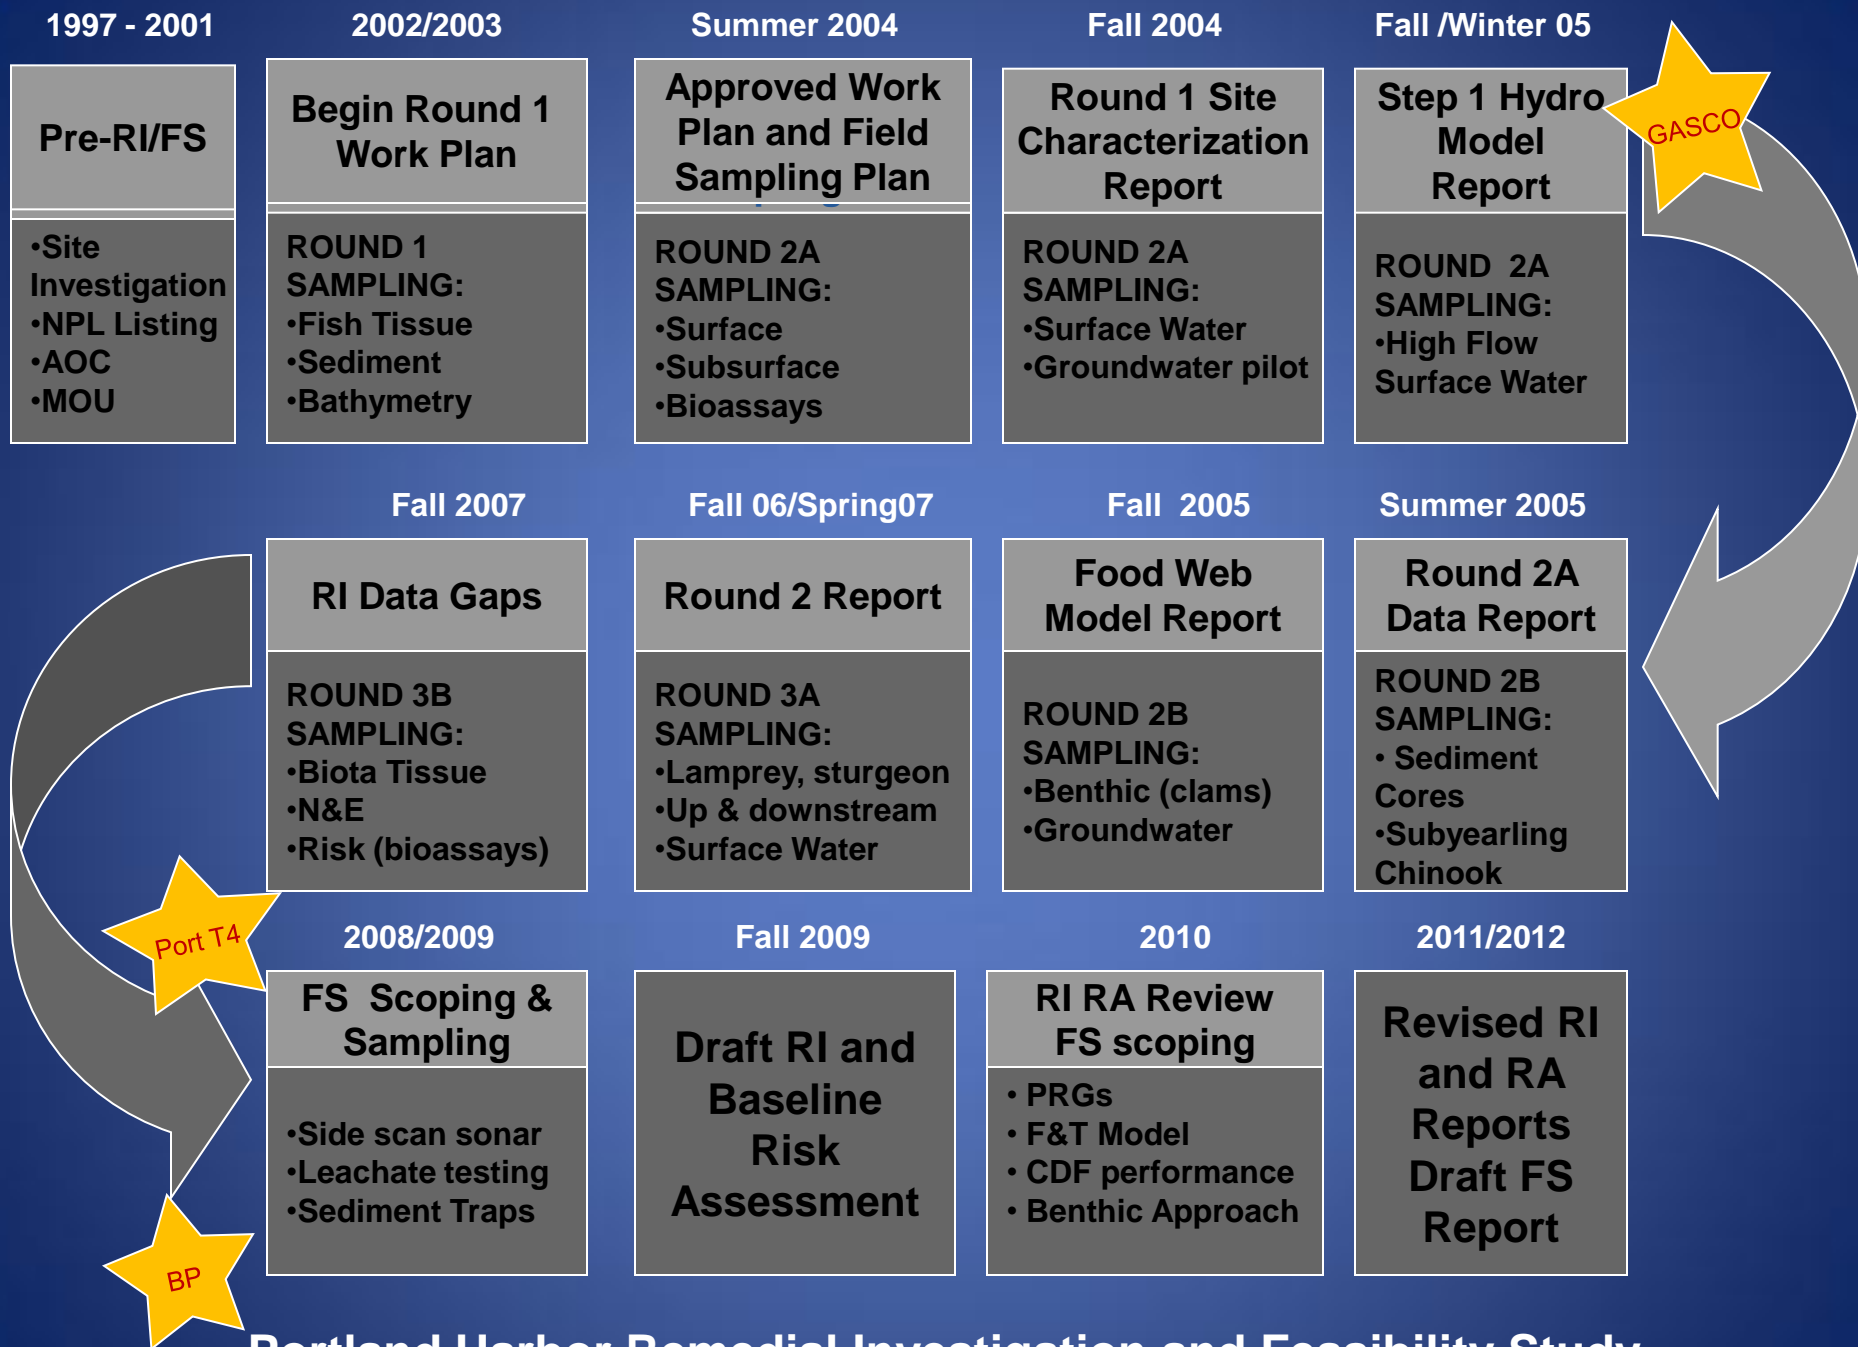 1997 - 2001
Pre-RI/FS
•Site
Investigation
•NPL Listing
•AOC
•MOU
2002/2003
Begin Round 1
Work Plan
ROUND 1
SAMPLING:
•Fish Tissue
•Sediment
•Bathymetry
Summer 2004
Approved Work
Plan and Field
Sampling Plan
ROUND 2A
SAMPLING:
•Surface
•Subsurface
•Bioassays
Fall 2004
Round 1 Site
Characterization
Report
ROUND 2A
SAMPLING:
•Surface Water
•Groundwater pilot
Fall /Winter 05
Step 1 Hydro
Model
Report
ROUND 2A
SAMPLING:
•High Flow
Surface Water
GASCO
Summer 2005
Round 2A
Data Report
ROUND 2B
SAMPLING:
• Sediment
Cores
•Subyearling
Chinook
Fall 2005
Food Web
Model Report
ROUND 2B
SAMPLING:
•Benthic (clams)
•Groundwater
Fall 06/Spring07
Round 2 Report
ROUND 3A
SAMPLING:
•Lamprey, sturgeon
•Up & downstream
•Surface Water
Fall 2007
RI Data Gaps
ROUND 3B
SAMPLING:
•Biota Tissue
•N&E
•Risk (bioassays)
Port T4
BP
2008/2009
FS Scoping &
Sampling
•Side scan sonar
•Leachate testing
•Sediment Traps
Fall 2009
Draft RI and
Baseline
Risk
Assessment
2010
RI RA Review
FS scoping
• PRGs
• F&T Model
• CDF performance
• Benthic Approach
2011/2012
Revised RI
and RA
Reports
Draft FS
Report
Portland Harbor Remedial Investigation and Feasibility Study